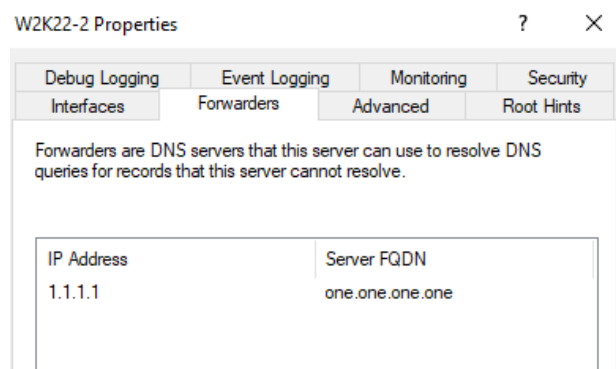 W2K22-2 Properties ? ×
Debug Logging Event Logging Monitoring Security
Interfaces Forwarders Advanced Root Hints
Forwarders are DNS servers that this server can use to resolve DNS
queries for records that this server cannot resolve.
IP Address Server FQDN
1.1.1.1 one.one.one.one